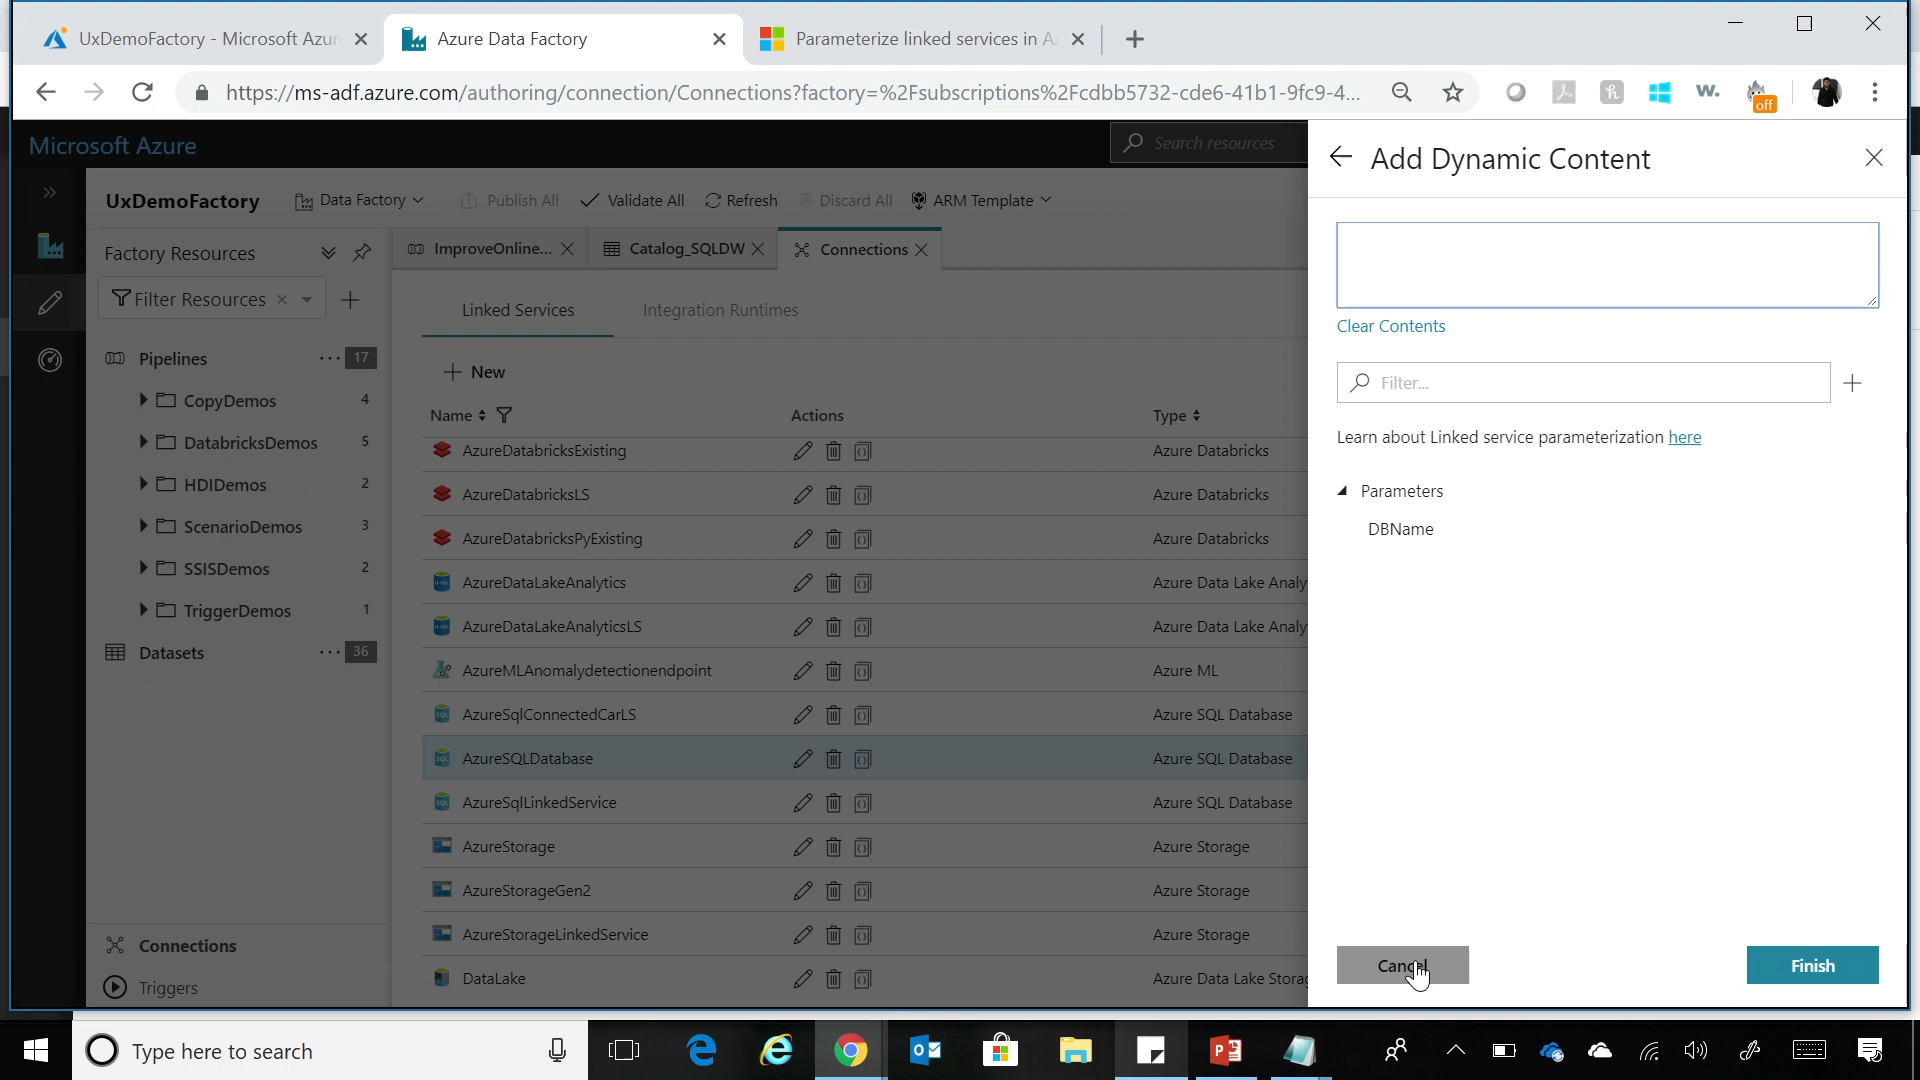 UxDemoFactory - Microsoft Azur
Azure Data Factory
Parameterize linked services in A
https://ms-adf.azure.com/authoring/connection/Connections?factory=%2Fsubscriptions%2Fcdbb5732-cde6-41b1-9fc9-4...
off
Microsoft Azure
Search resources
UxDemoFactory
Data Factory
Publish All
Validate All
Refresh
Discard All
ARM Template
Factory Resources
Filter Resources
Pipelines
17
CopyDemos
4
DatabricksDemos
5
HDIDemos
2
ScenarioDemos
3
SSISDemos
2
TriggerDemos
1
Datasets
36
Connections
Triggers
ImproveOnline...
Catalog_SQLDW
Connections
Linked Services
Integration Runtimes
New
Name Actions Type
AzureDatabricksExisting Azure Databricks
AzureDatabricksLS Azure Databricks
AzureDatabricksPyExisting Azure Databricks
AzureDataLakeAnalytics Azure Data Lake Analy
AzureDataLakeAnalyticsLS Azure Data Lake Analy
AzureMLAnomalydetectionendpoint Azure ML
AzureSqlConnectedCarLS Azure SQL Database
AzureSQLDatabase Azure SQL Database
AzureSqlLinkedService Azure SQL Database
AzureStorage Azure Storage
AzureStorageGen2 Azure Storage
AzureStorageLinkedService Azure Storage
DataLake Azure Data Lake Storag
Add Dynamic Content
Clear Contents
Filter...
Learn about Linked service parameterization here
Parameters
DBName
Cancel
Finish
Type here to search